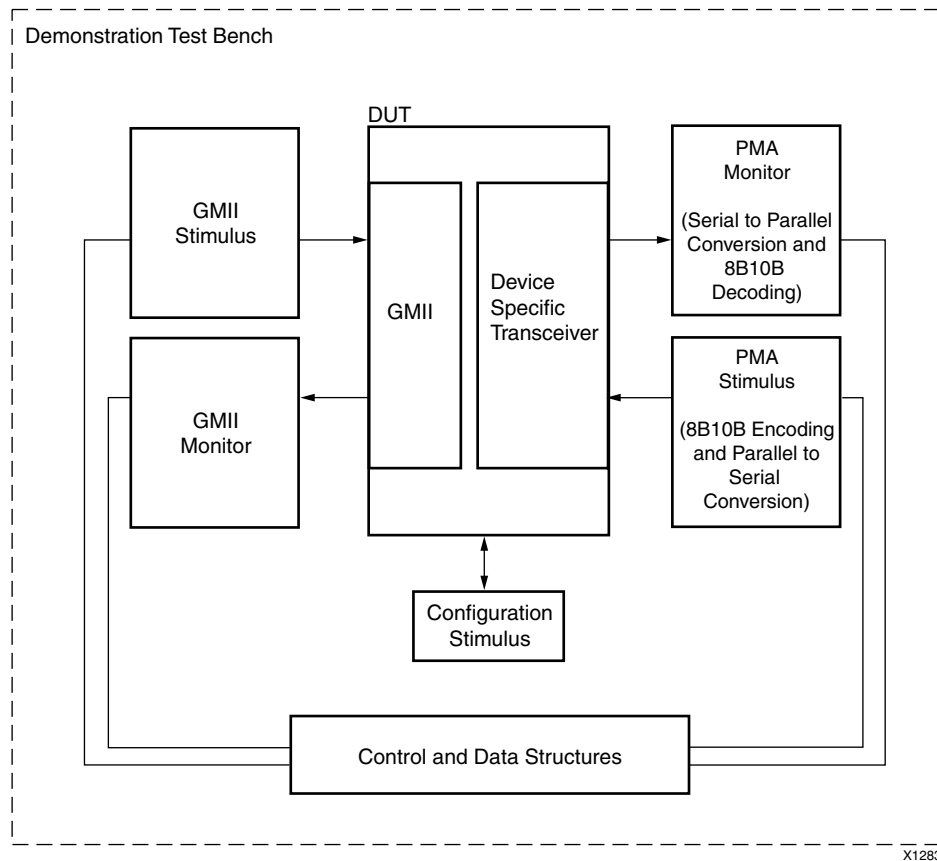 Demonstration Test Bench
DUT
GMII
Stimulus
GMII
Monitor
GMII
Device
Specific
Transceiver
PMA
Monitor
(Serial to Parallel
Conversion and
8B10B
Decoding)
PMA
Stimulus
(8B10B Encoding
and Parallel to
Serial
Conversion)
Configuration
Stimulus
Control and Data Structures